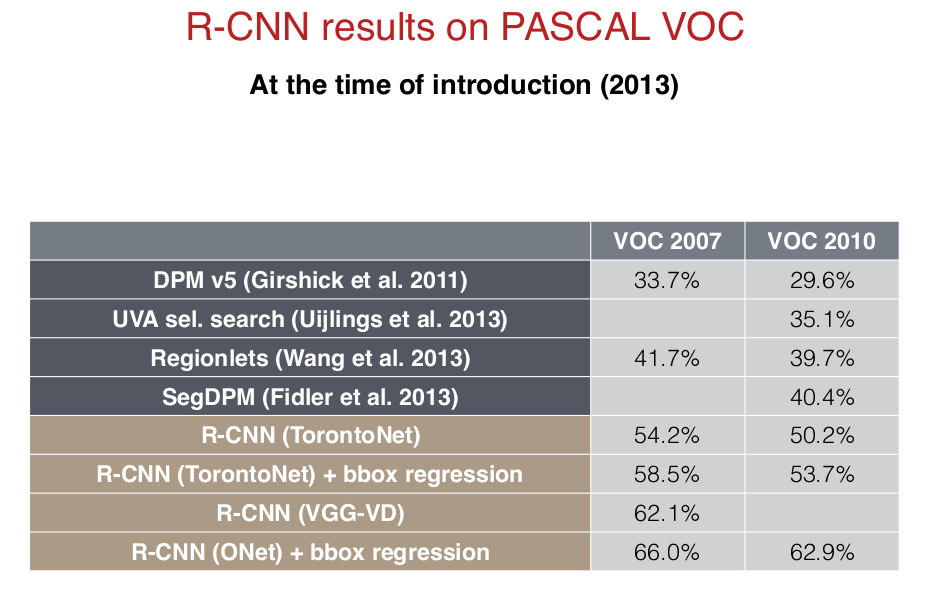 R-CNN results on PASCAL VOC
At the time of introduction (2013)
VOC 2007 VOC 2010
DPM v5 (Girshick et al. 2011) 33.7% 29.6%
UVA sel. search (Uijlings et al. 2013) 35.1%
Regionlets (Wang et al. 2013) 41.7% 39.7%
SegDPM (Fidler et al. 2013) 40.4%
R-CNN (TorontoNet) 54.2% 50.2%
R-CNN (TorontoNet) + bbox regression 58.5% 53.7%
R-CNN (VGG-VD) 62.1%
R-CNN (ONet) + bbox regression 66.0% 62.9%